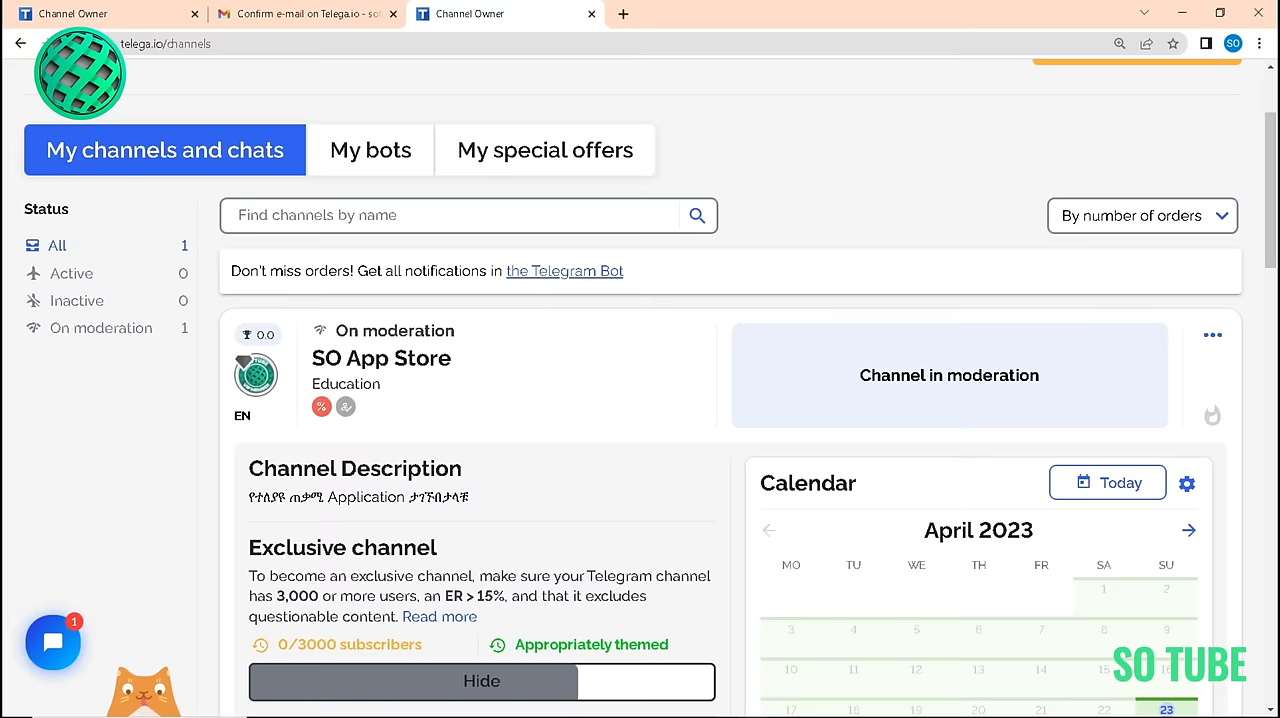 Channel Owner
Confirm e-mail on Telega.io - so
Channel Owner
telega.io/channels
SO
My channels and chats
My bots
My special offers
Status
Find channels by name
By number of orders
All 1
Active 0
Inactive 0
On moderation 1
Don't miss orders! Get all notifications in the Telegram Bot
0.0
On moderation
SO App Store
Education
EN
Channel in moderation
Channel Description
የተለያዩ ጠቃሚ Application ታገኙበታላቹ
Exclusive channel
To become an exclusive channel, make sure your Telegram channel
has 3,000 or more users, an ER > 15%, and that it excludes
questionable content. Read more
0/3000 subscribers
Appropriately themed
Hide
Calendar
Today
April 2023
MO TU WE TH FR SA SU
1 2
3 4 5 6 7 8 9
10 11 12 13 14 15 16
17 18 19 20 21 22 23
1
SO TUBE